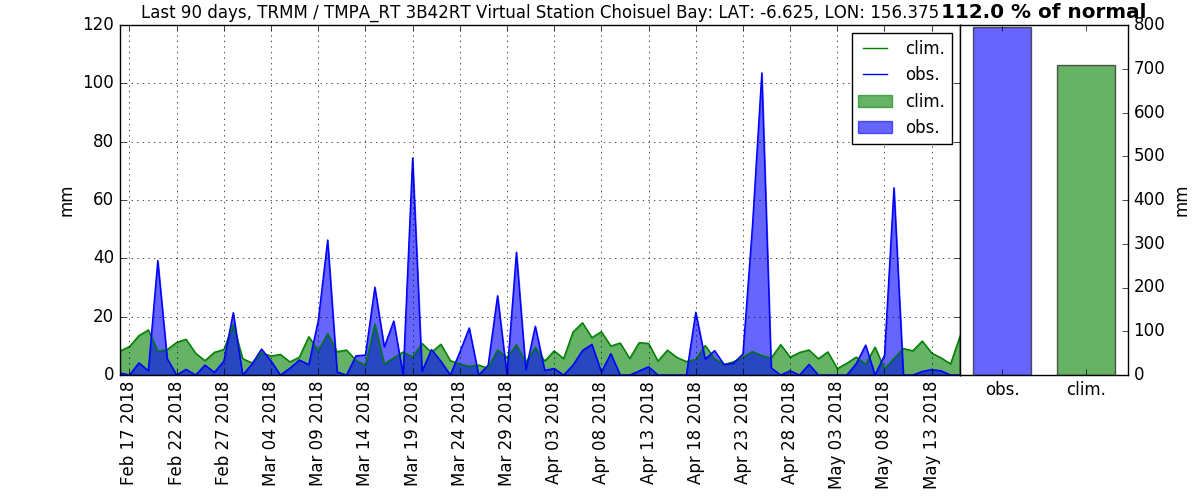 Last 90 days, TRMM / TMPA_RT 3B42RT Virtual Station Choisuel Bay: LAT: -6.625, LON: 156.375
112.0 % of normal
120
100
80
60
40
20
0
mm
clim.
obs.
clim.
obs.
800
700
600
500
400
300
200
100
0
mm
Feb 17 2018
Feb 22 2018
Feb 27 2018
Mar 04 2018
Mar 09 2018
Mar 14 2018
Mar 19 2018
Mar 24 2018
Mar 29 2018
Apr 03 2018
Apr 08 2018
Apr 13 2018
Apr 18 2018
Apr 23 2018
Apr 28 2018
May 03 2018
May 08 2018
May 13 2018
obs.
clim.